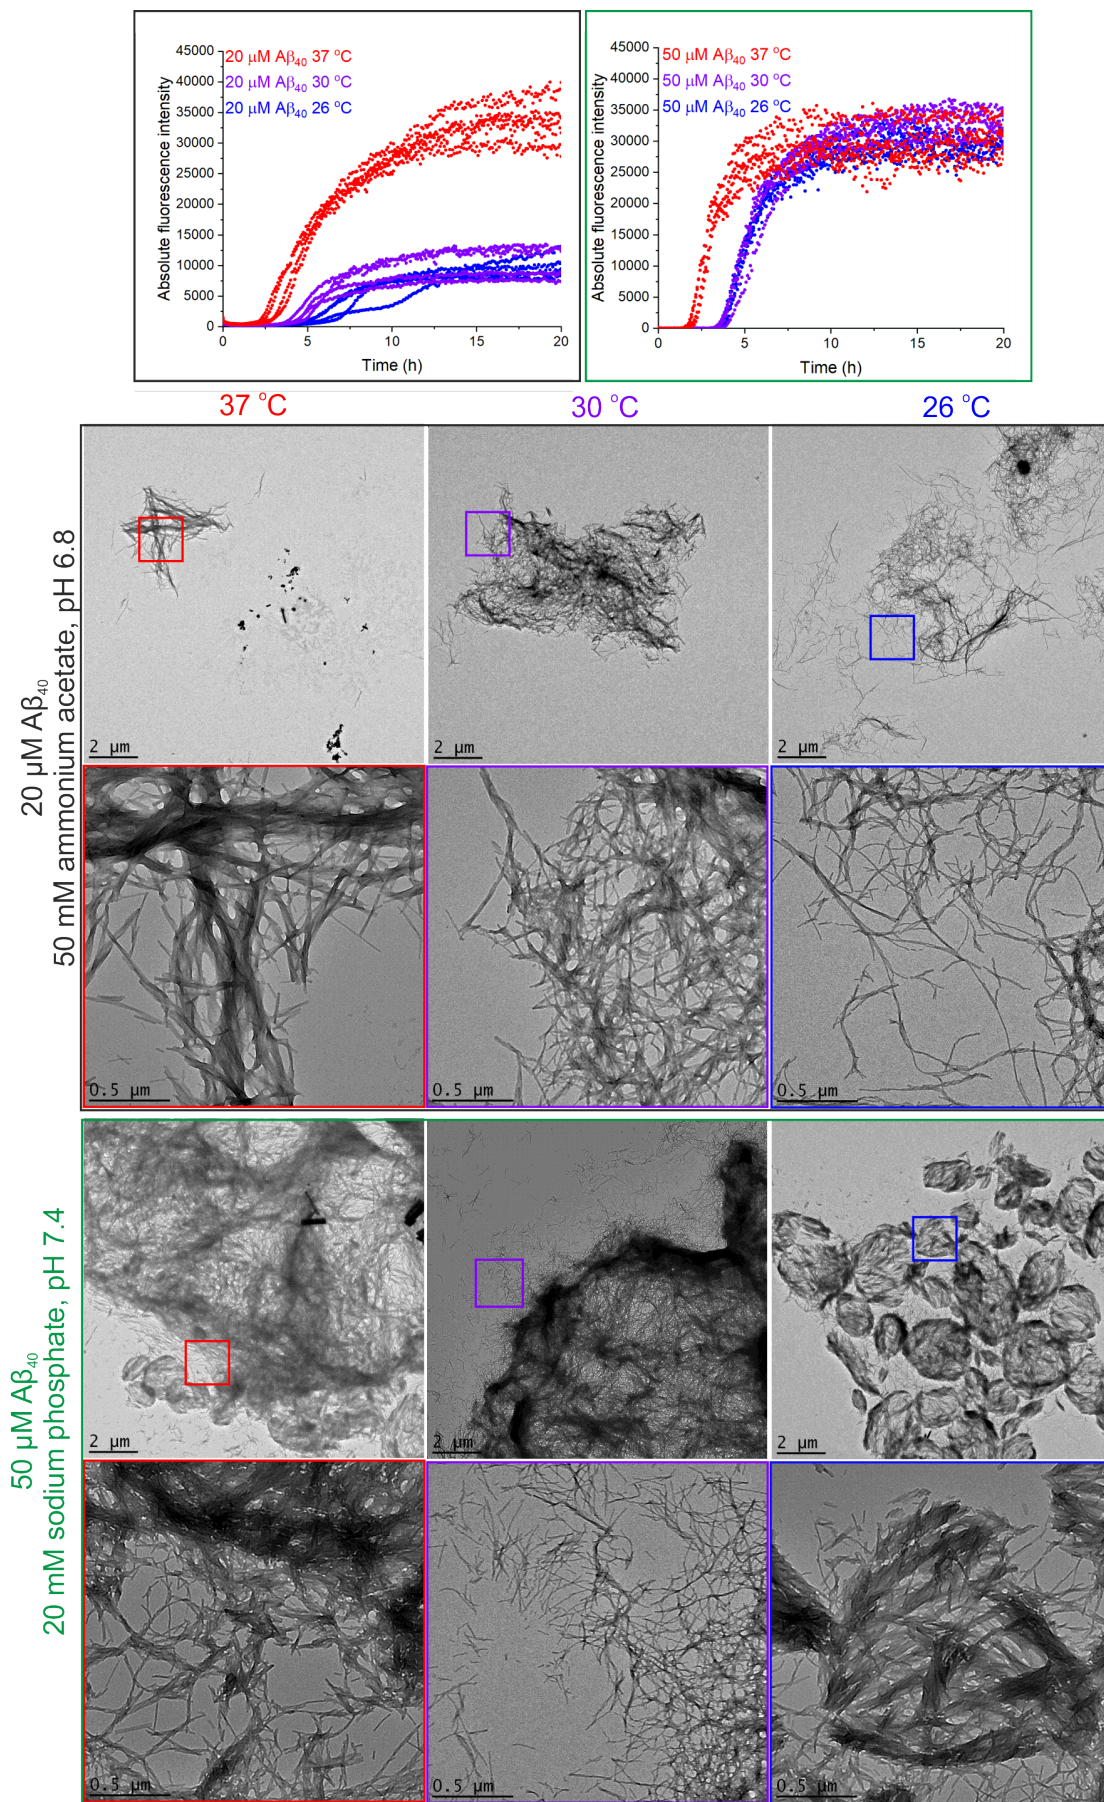 45000
40000
35000
30000
25000
20000
15000
10000
5000
0
Absolute fluorescence intensity
20 μM Aβ₄₀ 37 °C
20 μM Aβ₄₀ 30 °C
20 μM Aβ₄₀ 26 °C
0 5 10 15 20
Time (h)
45000
40000
35000
30000
25000
20000
15000
10000
5000
0
Absolute fluorescence intensity
50 μM Aβ₄₀ 37 °C
50 μM Aβ₄₀ 30 °C
50 μM Aβ₄₀ 26 °C
0 5 10 15 20
Time (h)
37 °C
30 °C
26 °C
20 μM Aβ₄₀
50 mM ammonium acetate, pH 6.8
2 μm
2 μm
2 μm
0.5 μm
0.5 μm
0.5 μm
50 μM Aβ₄₀
20 mM sodium phosphate, pH 7.4
2 μm
2 μm
2 μm
0.5 μm
0.5 μm
0.5 μm